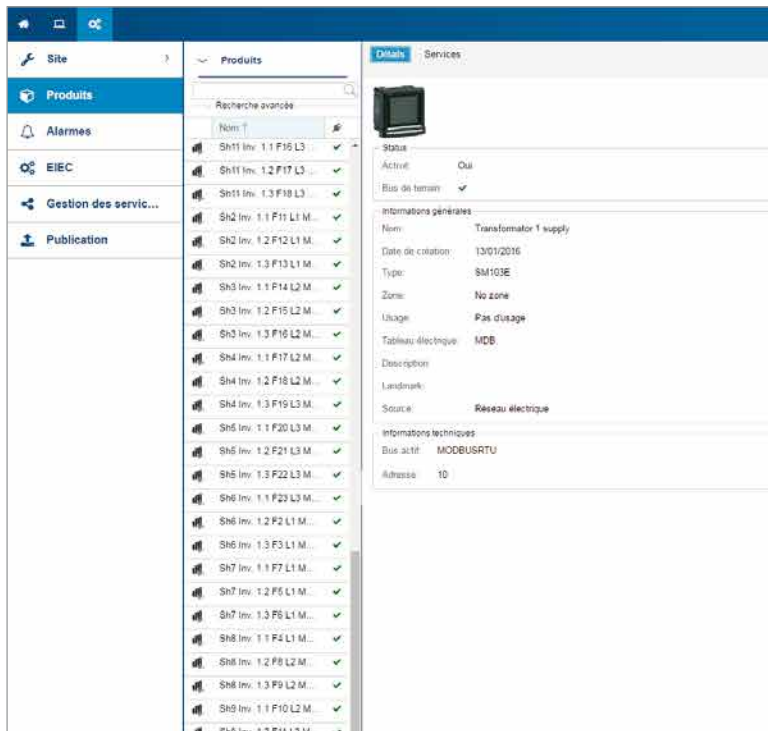 Site
Produits
Alarmes
EIEC
Gestion des servic...
Publication
Produits
Recherche avancée
Nom ↑
Sh11 Inv. 1.1 F16 L3 ...
Sh11 Inv. 1.2 F17 L3 ...
Sh11 Inv. 1.3 F18 L3 ...
Sh2 Inv. 1.1 F11 L1 M...
Sh2 Inv. 1.2 F12 L1 M...
Sh2 Inv. 1.3 F13 L1 M...
Sh3 Inv. 1.1 F14 L2 M...
Sh3 Inv. 1.2 F15 L2 M...
Sh3 Inv. 1.3 F16 L2 M...
Sh4 Inv. 1.1 F17 L2 M...
Sh4 Inv. 1.2 F18 L2 M...
Sh4 Inv. 1.3 F19 L3 M...
Sh5 Inv. 1.1 F20 L3 M...
Sh5 Inv. 1.2 F21 L3 M...
Sh5 Inv. 1.3 F22 L3 M...
Sh6 Inv. 1.1 F23 L3 M...
Sh6 Inv. 1.2 F2 L1 M...
Sh6 Inv. 1.3 F3 L1 M...
Sh7 Inv. 1.1 F7 L1 M...
Sh7 Inv. 1.2 F5 L1 M...
Sh7 Inv. 1.3 F6 L1 M...
Sh8 Inv. 1.1 F4 L1 M...
Sh8 Inv. 1.2 F8 L2 M...
Sh8 Inv. 1.3 F9 L2 M...
Sh9 Inv. 1.1 F10 L2 M...
Détails Services
Status
Activé: Oui
Bus de terrain:
Informations générales
Nom: Transformator 1 supply
Date de création: 13/01/2016
Type: SM103E
Zone: No zone
Usage: Pas d'usage
Tableau électrique: MDB
Description:
Landmark:
Source: Réseau électrique
Informations techniques
Bus actif: MODBUSRTU
Adresse: 10